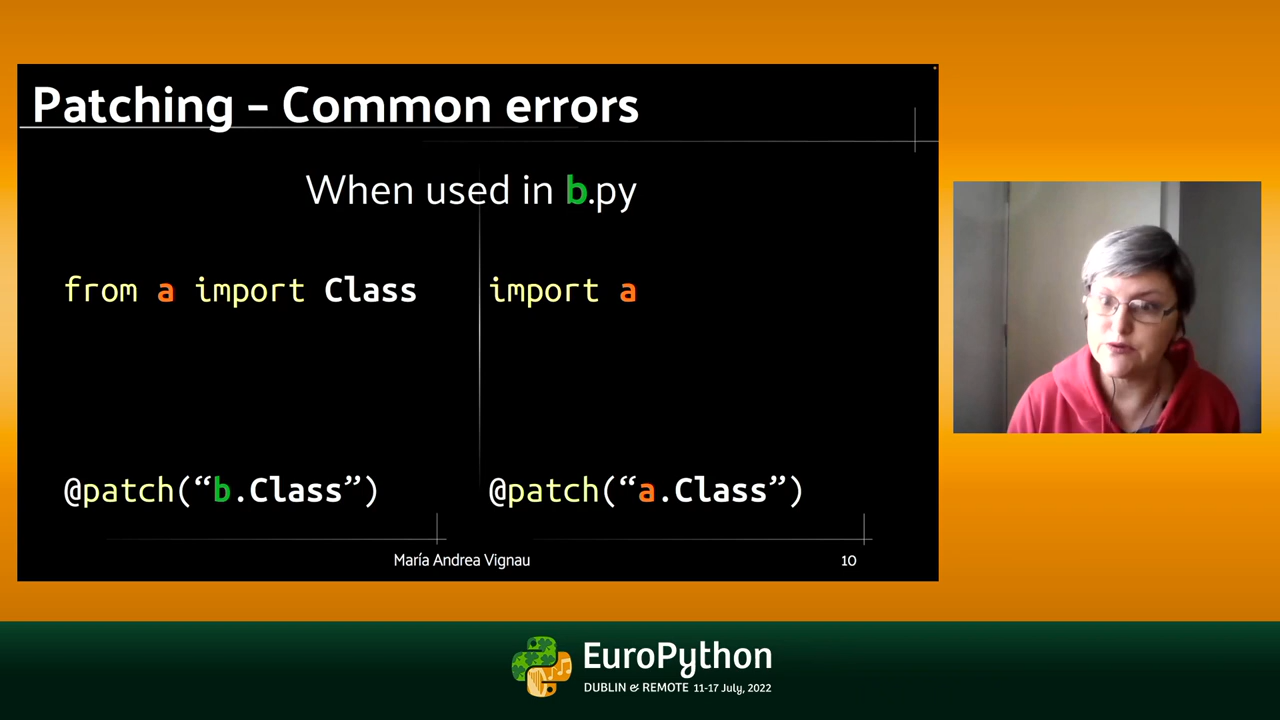 Patching – Common errors
When used in b.py
from a import Class
import a
@patch(“b.Class”)
@patch(“a.Class”)
María Andrea Vignau
10
EuroPython
DUBLIN & REMOTE 11-17 July, 2022